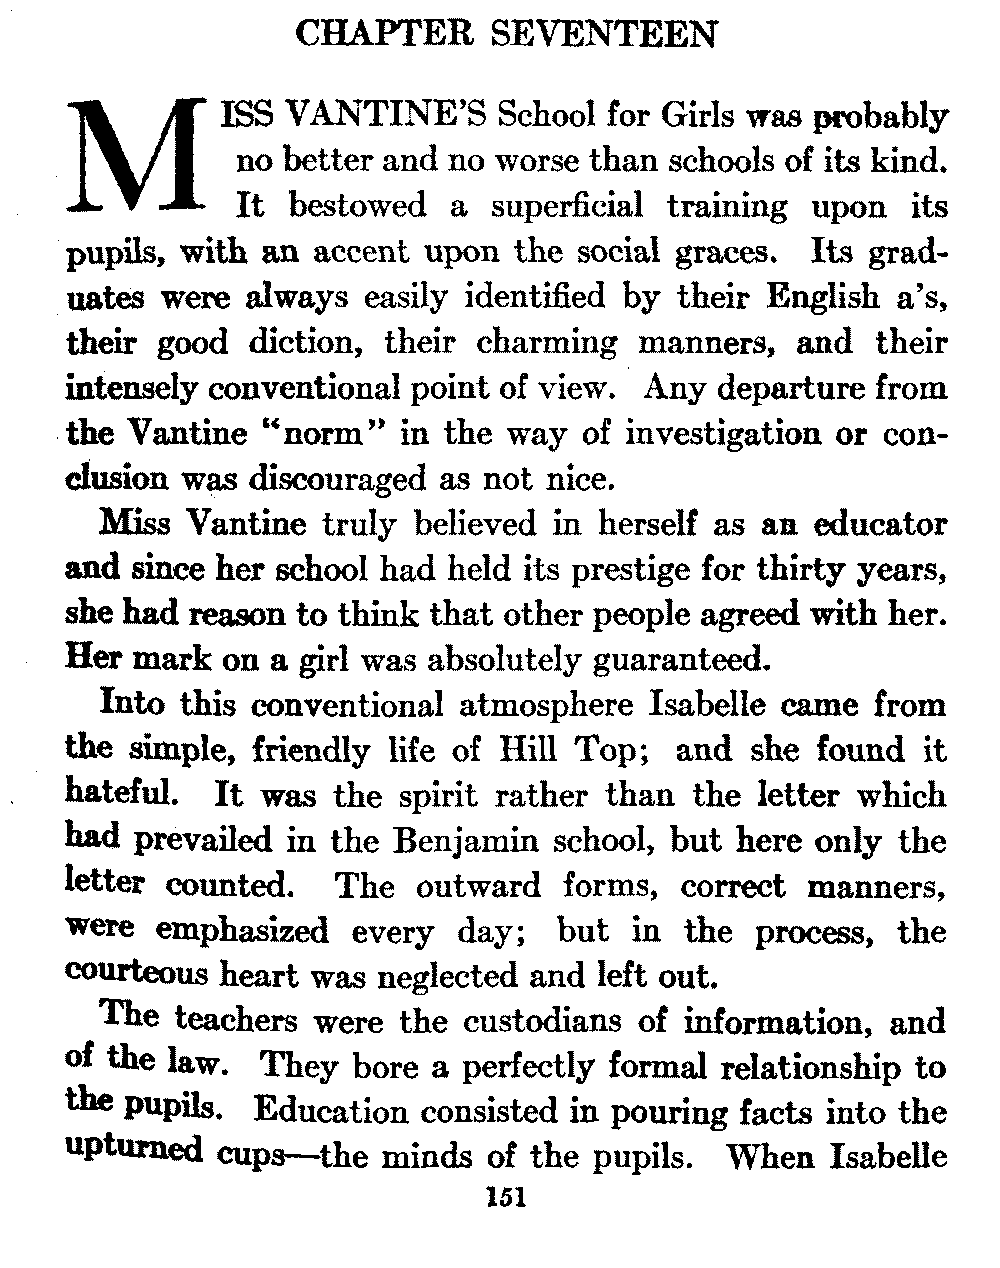 CHAPTER SEVENTEEN
MISS VANTINE'S School for Girls was probably
no better and no worse than schools of its kind.
It bestowed a superficial training upon its
pupils, with an accent upon the social graces. Its grad-
uates were always easily identified by their English a's,
their good diction, their charming manners, and their
intensely conventional point of view. Any departure from
the Vantine "norm" in the way of investigation or con-
clusion was discouraged as not nice.
Miss Vantine truly believed in herself as an educator
and since her school had held its prestige for thirty years,
she had reason to think that other people agreed with her.
Her mark on a girl was absolutely guaranteed.
Into this conventional atmosphere Isabelle came from
the simple, friendly life of Hill Top; and she found it
hateful. It was the spirit rather than the letter which
had prevailed in the Benjamin school, but here only the
letter counted. The outward forms, correct manners,
were emphasized every day; but in the process, the
courteous heart was neglected and left out.
The teachers were the custodians of information, and
of the law. They bore a perfectly formal relationship to
the pupils. Education consisted in pouring facts into the
upturned cups—the minds of the pupils. When Isabelle
151